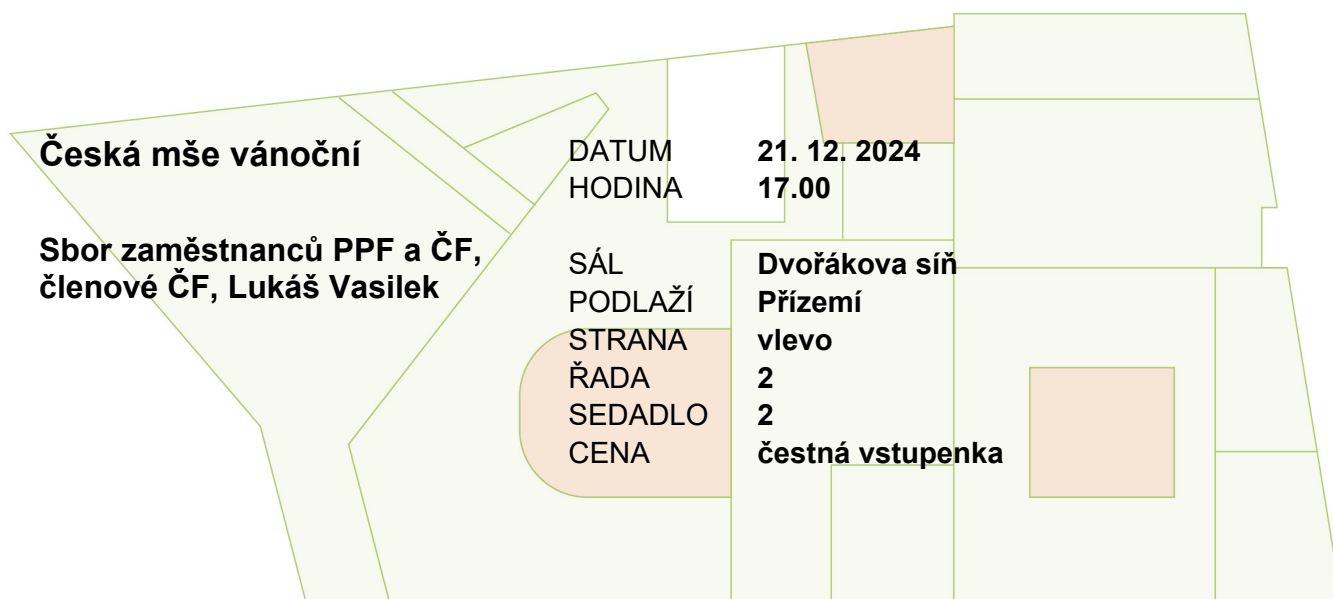 Česká mše vánoční
Sbor zaměstnanců PPF a ČF,
členové ČF, Lukáš Vasilek
DATUM 21. 12. 2024
HODINA 17.00
SÁL Dvořákova síň
PODLAŽÍ Přízemí
STRANA vlevo
ŘADA 2
SEDADLO 2
CENA čestná vstupenka